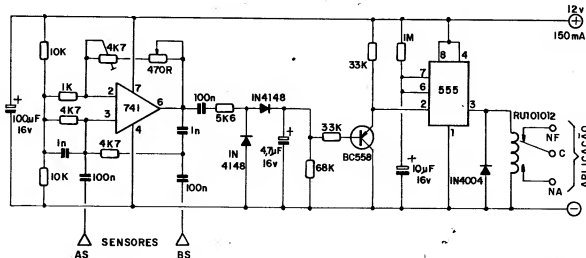 12v
150mA
10K
4K7
470R
33K
1M
8
4
1K
7
2
741
6
100n
IN4148
7
6
555
4K7
3
5K6
2
3
RU101012
100µF
16v
4
1n
33K
NF
1n
4K7
IN
4148
4,7µF
16v
BC558
1
C
APLICAÇÃO
10K
100n
100n
68K
10µF
16v
IN4004
NA
SENSORES
AS
BS